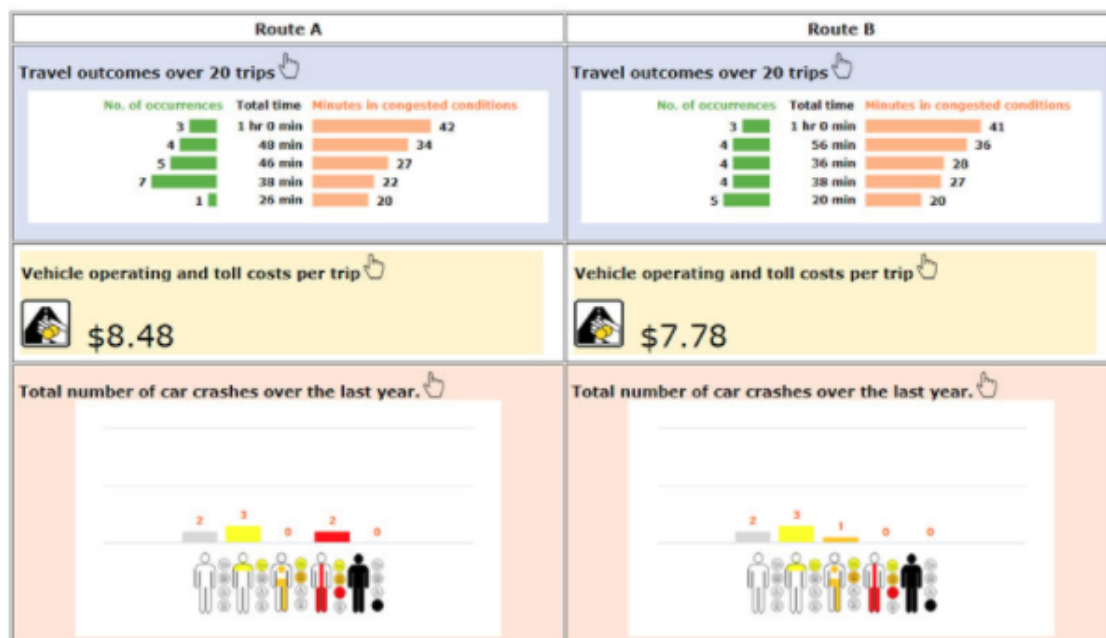 Route A
Route B
Travel outcomes over 20 trips
No. of occurrences Total time Minutes in congested conditions
3 1 hr 0 min 42
4 48 min 34
5 46 min 27
7 38 min 22
1 26 min 20
Travel outcomes over 20 trips
No. of occurrences Total time Minutes in congested conditions
3 1 hr 0 min 41
4 56 min 36
4 36 min 28
4 38 min 27
5 20 min 20
Vehicle operating and toll costs per trip
$8.48
Vehicle operating and toll costs per trip
$7.78
Total number of car crashes over the last year.
2 3 0 2 0
Total number of car crashes over the last year.
2 3 1 0 0